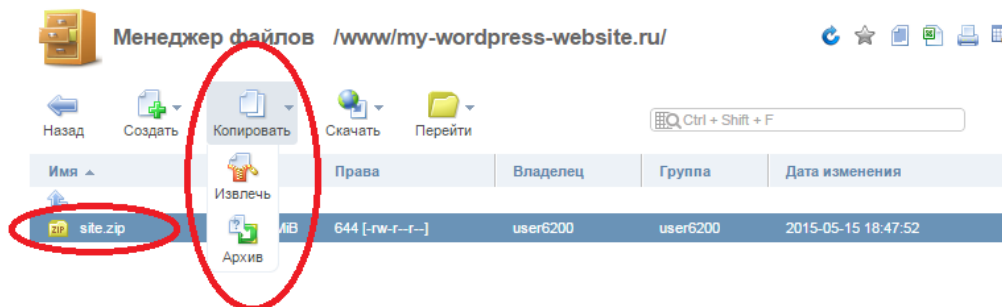 Менеджер файлов /www/my-wordpress-website.ru/
Назад Создать Копировать Скачать Перейти
Ctrl + Shift + F
Имя Права Владелец Группа Дата изменения
Извлечь
ZIP site.zip MiB 644 [-rw-r--r--] user6200 user6200 2015-05-15 18:47:52
Архив